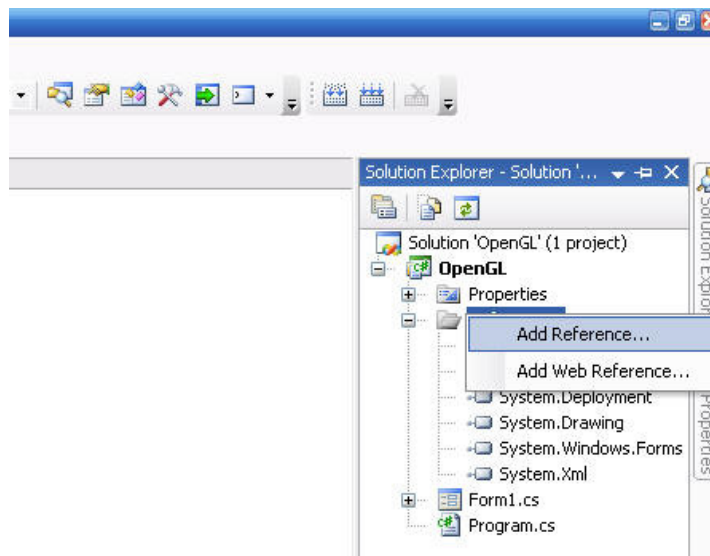 Solution Explorer - Solution '...
Solution 'OpenGL' (1 project)
OpenGL
Properties
Add Reference...
Add Web Reference...
System.Deployment
System.Drawing
System.Windows.Forms
System.Xml
Form1.cs
Program.cs
Solution Explor
Properties